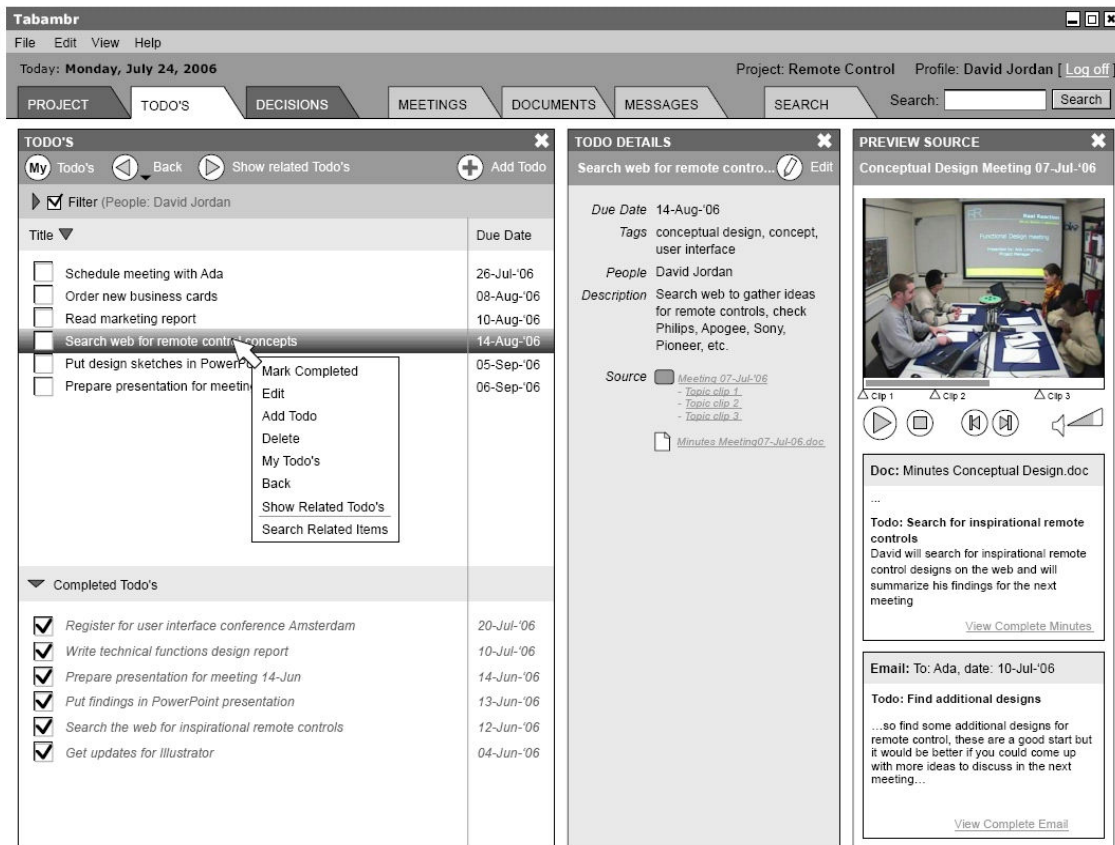 Tabambr
File Edit View Help
Today: Monday, July 24, 2006
Project: Remote Control Profile: David Jordan [ Log off ]
PROJECT TODO'S DECISIONS MEETINGS DOCUMENTS MESSAGES SEARCH
Search: Search
TODO'S
My Todo's Back Show related Todo's Add Todo
Filter (People: David Jordan
Title Due Date
Schedule meeting with Ada 26-Jul-'06
Order new business cards 08-Aug-'06
Read marketing report 10-Aug-'06
Search web for remote control concepts 14-Aug-'06
Put design sketches in PowerP 05-Sep-'06
Prepare presentation for meetin 06-Sep-'06
Mark Completed
Edit
Add Todo
Delete
My Todo's
Back
Show Related Todo's
Search Related Items
Completed Todo's
Register for user interface conference Amsterdam 20-Jul-'06
Write technical functions design report 10-Jul-'06
Prepare presentation for meeting 14-Jun 14-Jun-'06
Put findings in PowerPoint presentation 13-Jun-'06
Search the web for inspirational remote controls 12-Jun-'06
Get updates for Illustrator 04-Jun-'06
TODO DETAILS
Search web for remote contro... Edit
Due Date 14-Aug-'06
Tags conceptual design, concept,
user interface
People David Jordan
Description Search web to gather ideas
for remote controls, check
Philips, Apogee, Sony,
Pioneer, etc.
Source Meeting 07-Jul-'06
- Topic clip 1
- Topic clip 2
- Topic clip 3
Minutes Meeting07-Jul-06.doc
PREVIEW SOURCE
Conceptual Design Meeting 07-Jul-'06
RR Real Reaction
Functional Design Meeting
Clip 1 Clip 2 Clip 3
Doc: Minutes Conceptual Design.doc
...
Todo: Search for inspirational remote
controls
David will search for inspirational remote
control designs on the web and will
summarize his findings for the next
meeting
View Complete Minutes
Email: To: Ada, date: 10-Jul-'06
Todo: Find additional designs
…so find some additional designs for
remote control, these are a good start but
it would be better if you could come up
with more ideas to discuss in the next
meeting…
View Complete Email